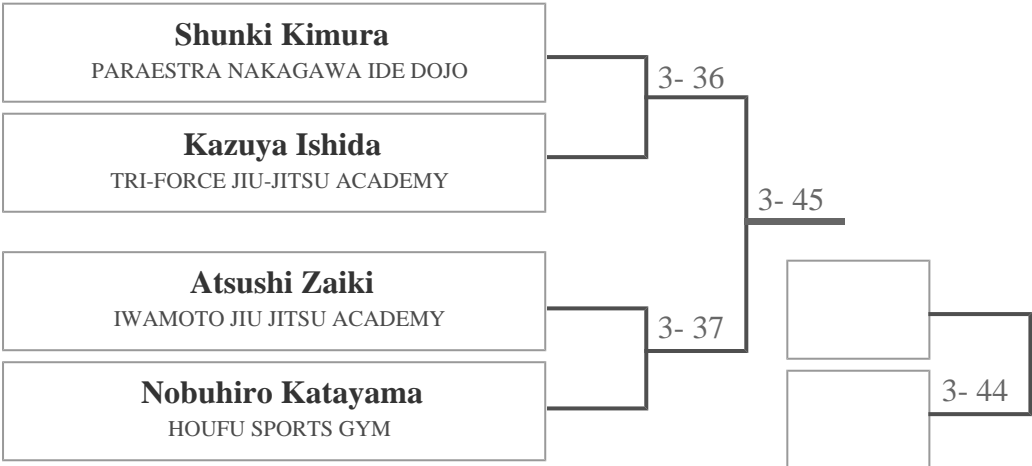 Shunki Kimura
PARAESTRA NAKAGAWA IDE DOJO
3- 36
Kazuya Ishida
TRI-FORCE JIU-JITSU ACADEMY
3- 45
Atsushi Zaiki
IWAMOTO JIU JITSU ACADEMY
3- 37
Nobuhiro Katayama
HOUFU SPORTS GYM
3- 44